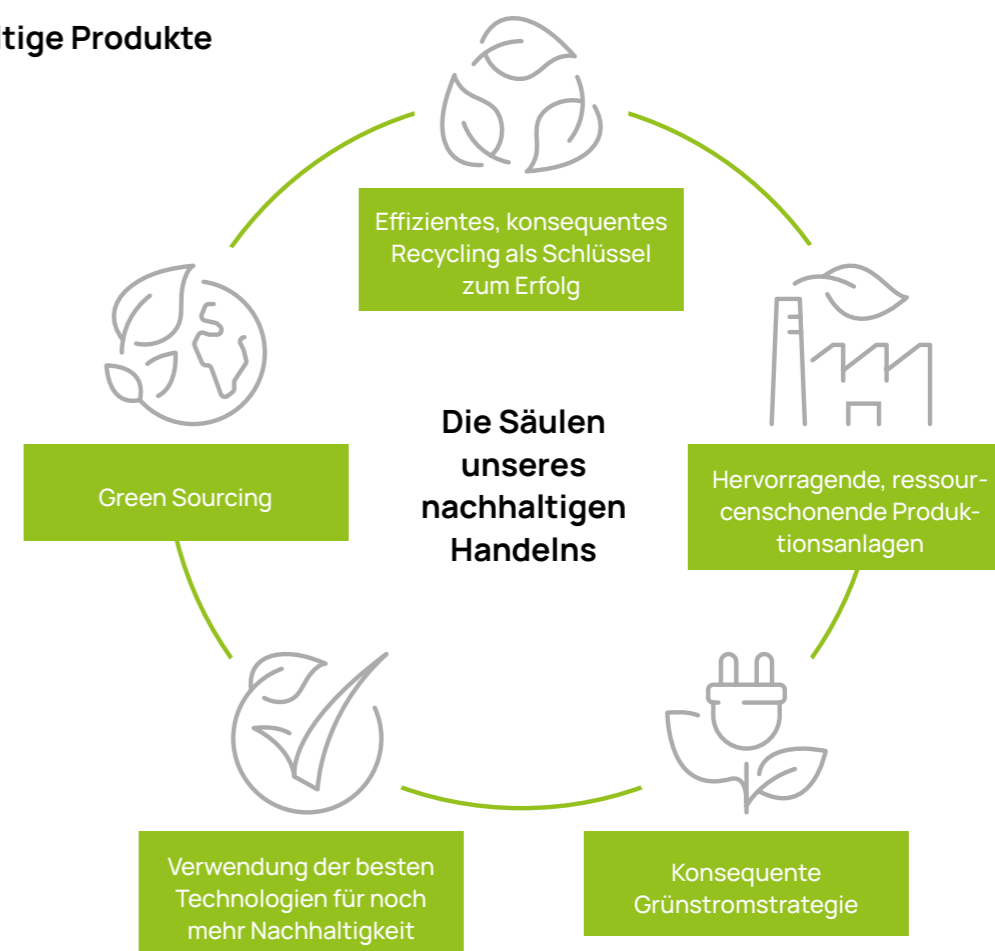 ltige Produkte
Effizientes, konsequentes
Recycling als Schlüssel
zum Erfolg
Green Sourcing
Die Säulen
unseres
nachhaltigen
Handelns
Hervorragende, ressour-
censchonende Produk-
tionsanlagen
Verwendung der besten
Technologien für noch
mehr Nachhaltigkeit
Konsequente
Grünstromstrategie